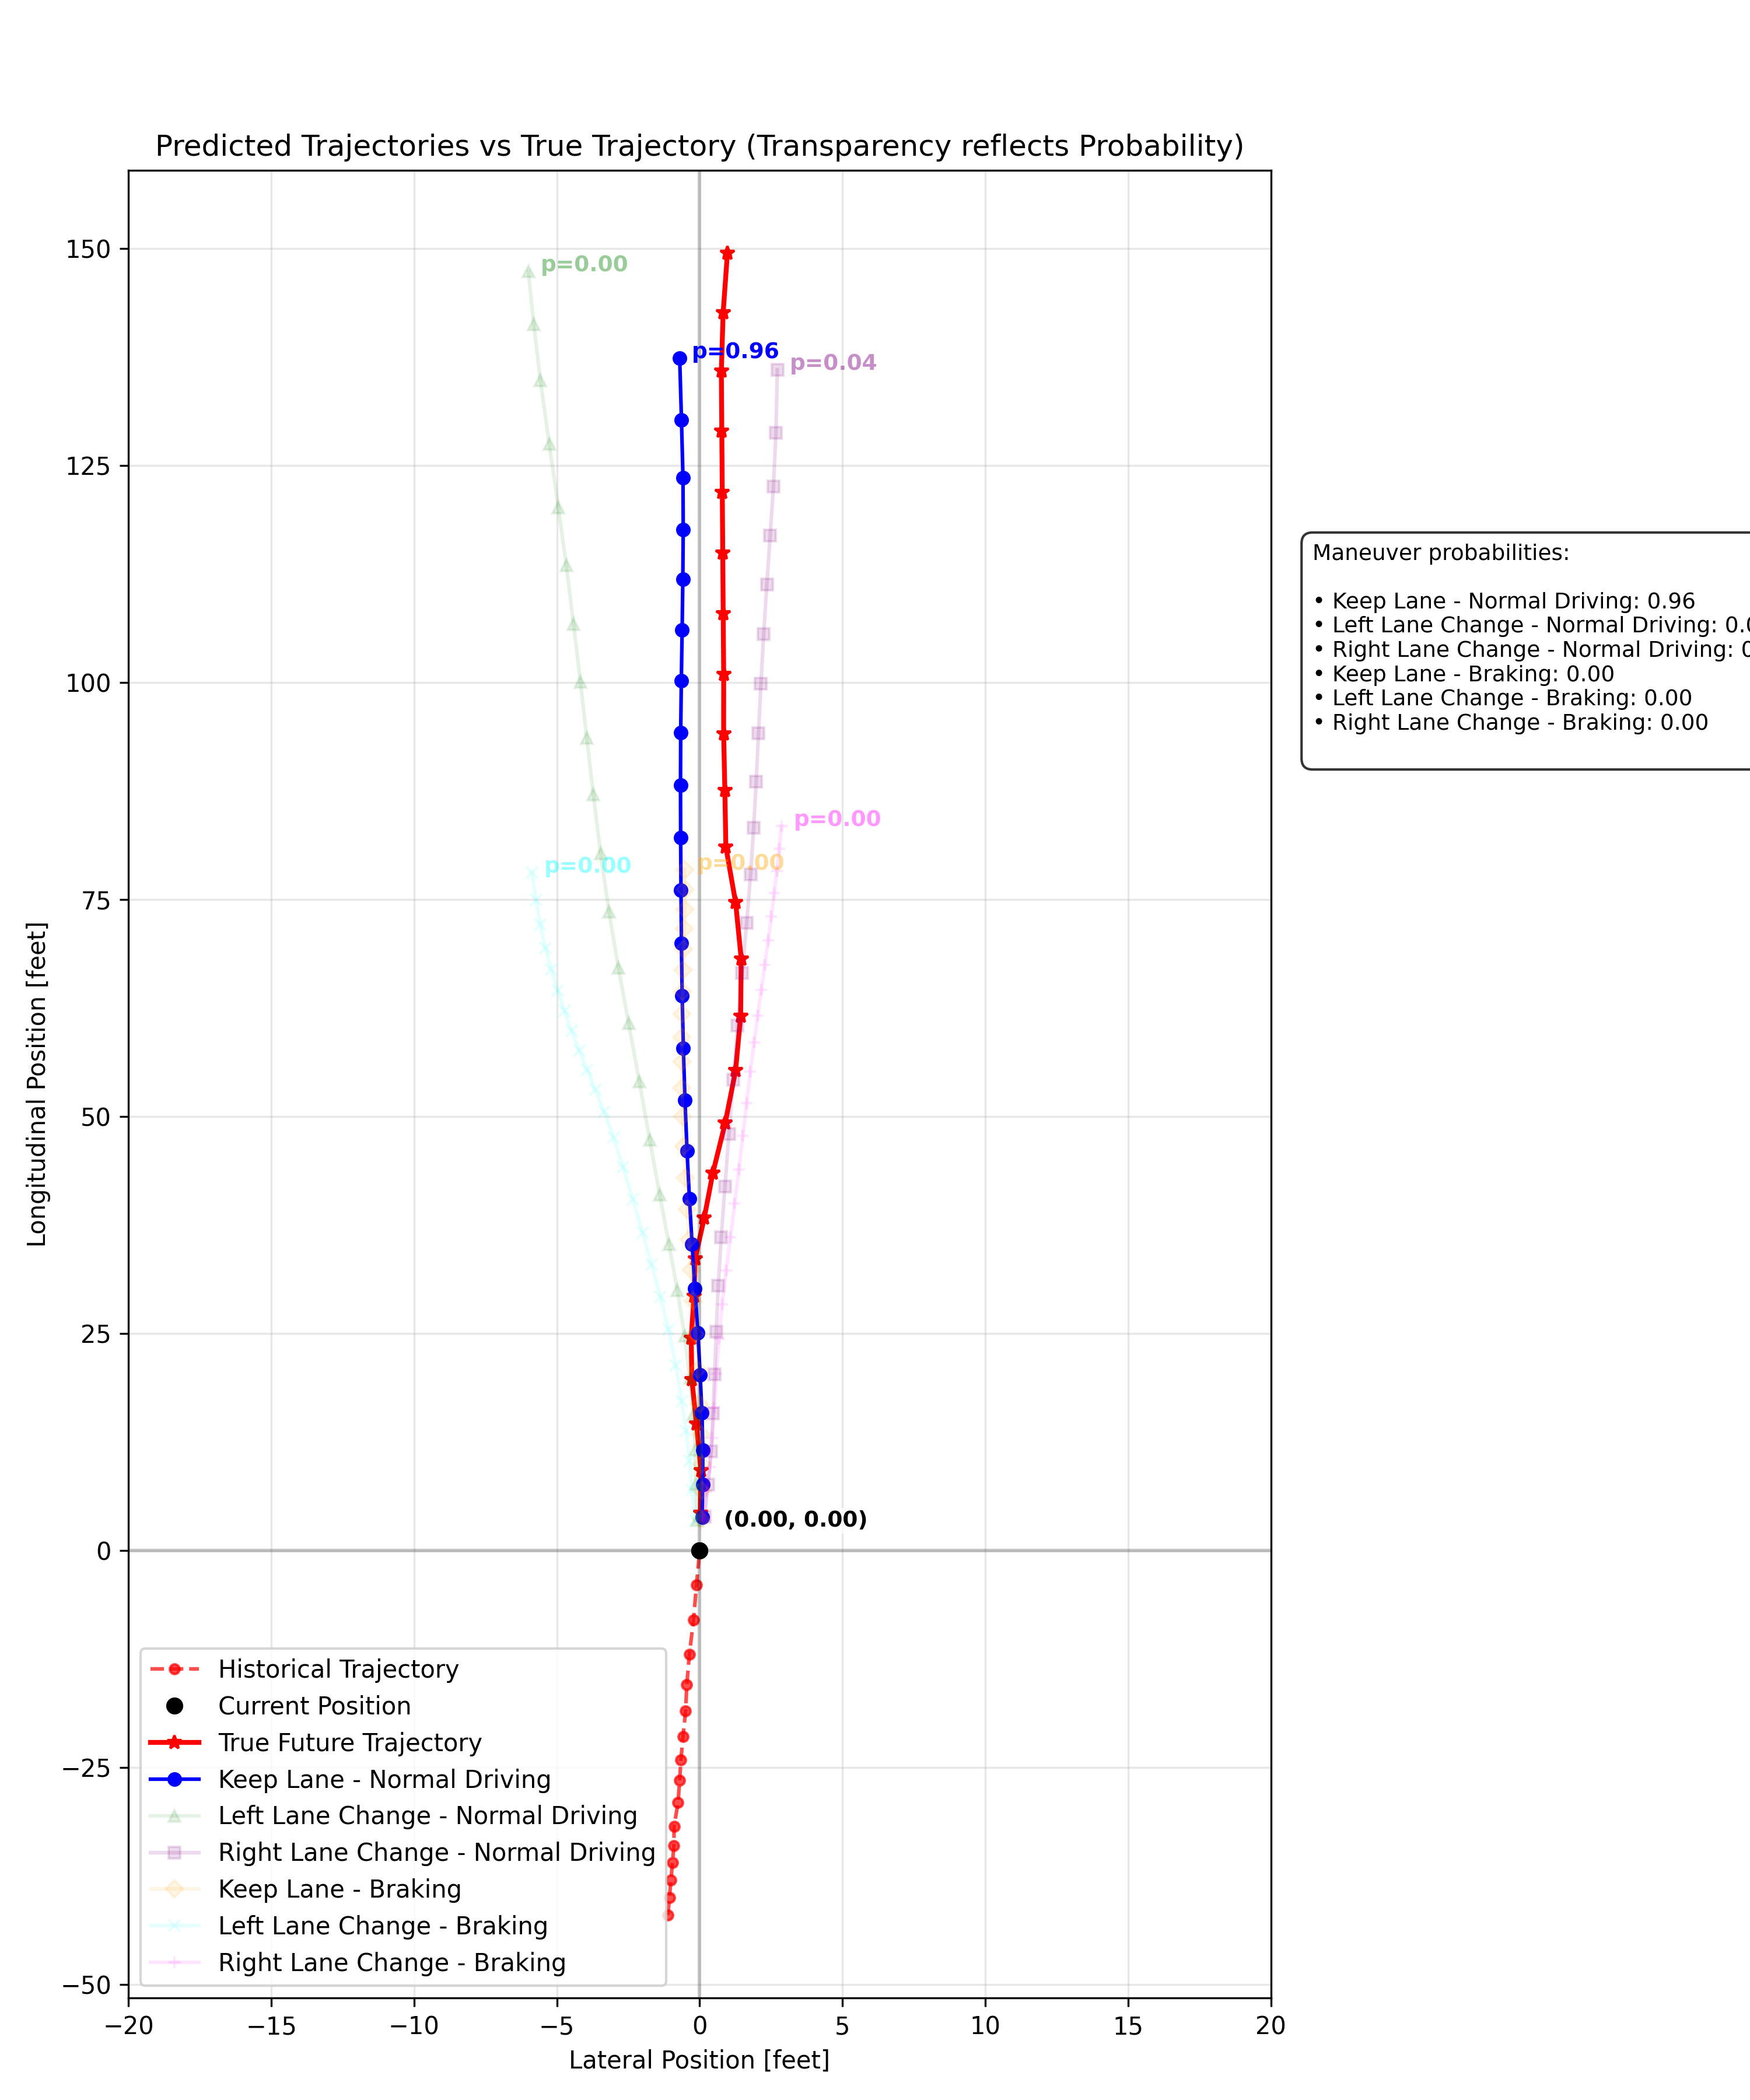 Predicted Trajectories vs True Trajectory (Transparency reflects Probability)
150
125
100
75
50
25
0
−25
−50
Longitudinal Position [feet]
p=0.00
p=0.96
p=0.04
p=0.00
p=0.00
p=0.00
(0.00, 0.00)
Historical Trajectory
Current Position
True Future Trajectory
Keep Lane - Normal Driving
Left Lane Change - Normal Driving
Right Lane Change - Normal Driving
Keep Lane - Braking
Left Lane Change - Braking
Right Lane Change - Braking
−20 −15 −10 −5 0 5 10 15 20
Lateral Position [feet]
Maneuver probabilities:
• Keep Lane - Normal Driving: 0.96
• Left Lane Change - Normal Driving:
• Right Lane Change - Normal Driving:
• Keep Lane - Braking: 0.00
• Left Lane Change - Braking: 0.00
• Right Lane Change - Braking: 0.00